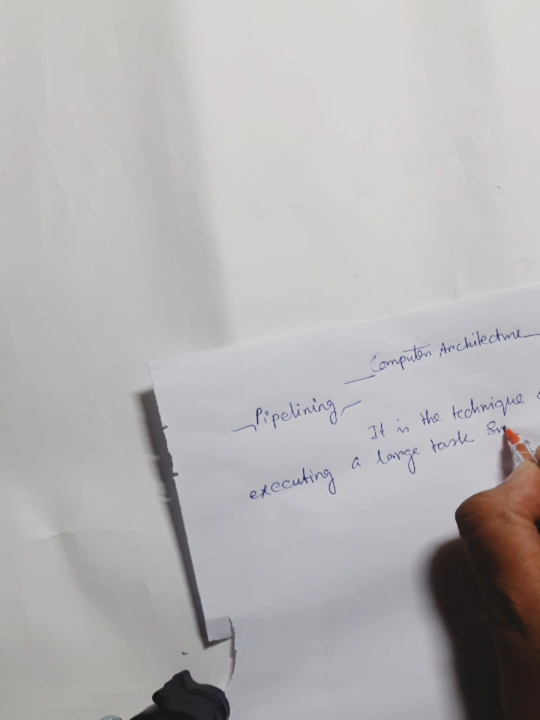 Computer Architecture
Pipelining
It is the technique
executing a large task